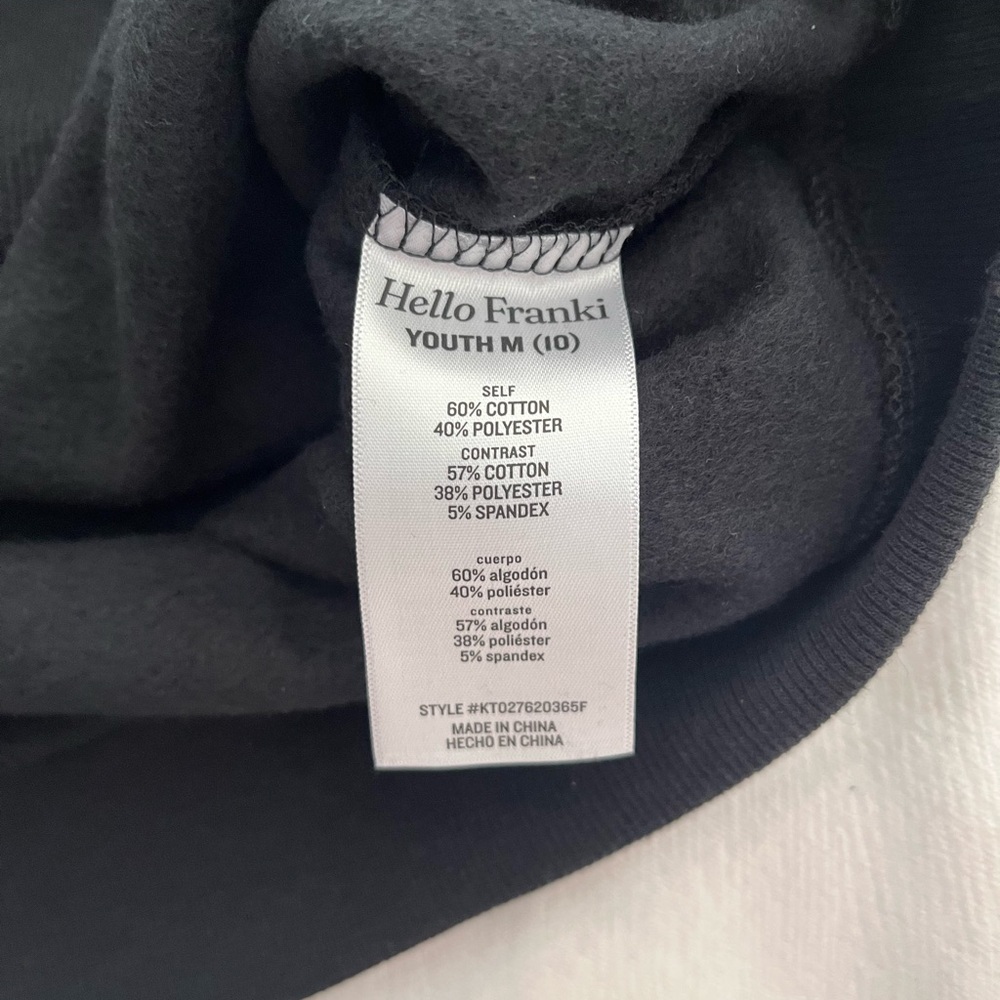 Hello Franki
YOUTH M (10)
SELF
60% COTTON
40% POLYESTER
CONTRAST
57% COTTON
38% POLYESTER
5% SPANDEX
cuerpo
60% algodón
40% poliéster
contraste
57% algodón
38% poliéster
5% spandex
STYLE #KT027620365F
MADE IN CHINA
HECHO EN CHINA